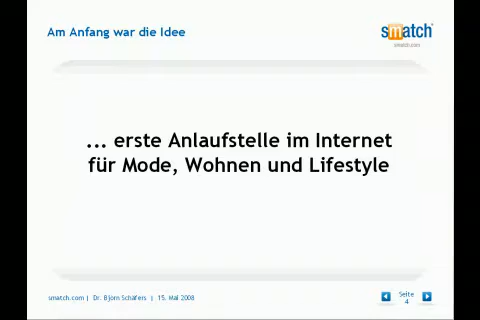 Am Anfang war die Idee
smatch
smatch.com
... erste Anlaufstelle im Internet
für Mode, Wohnen und Lifestyle
smatch.com | Dr. Björn Schäfers | 15. Mai 2008
Seite
4